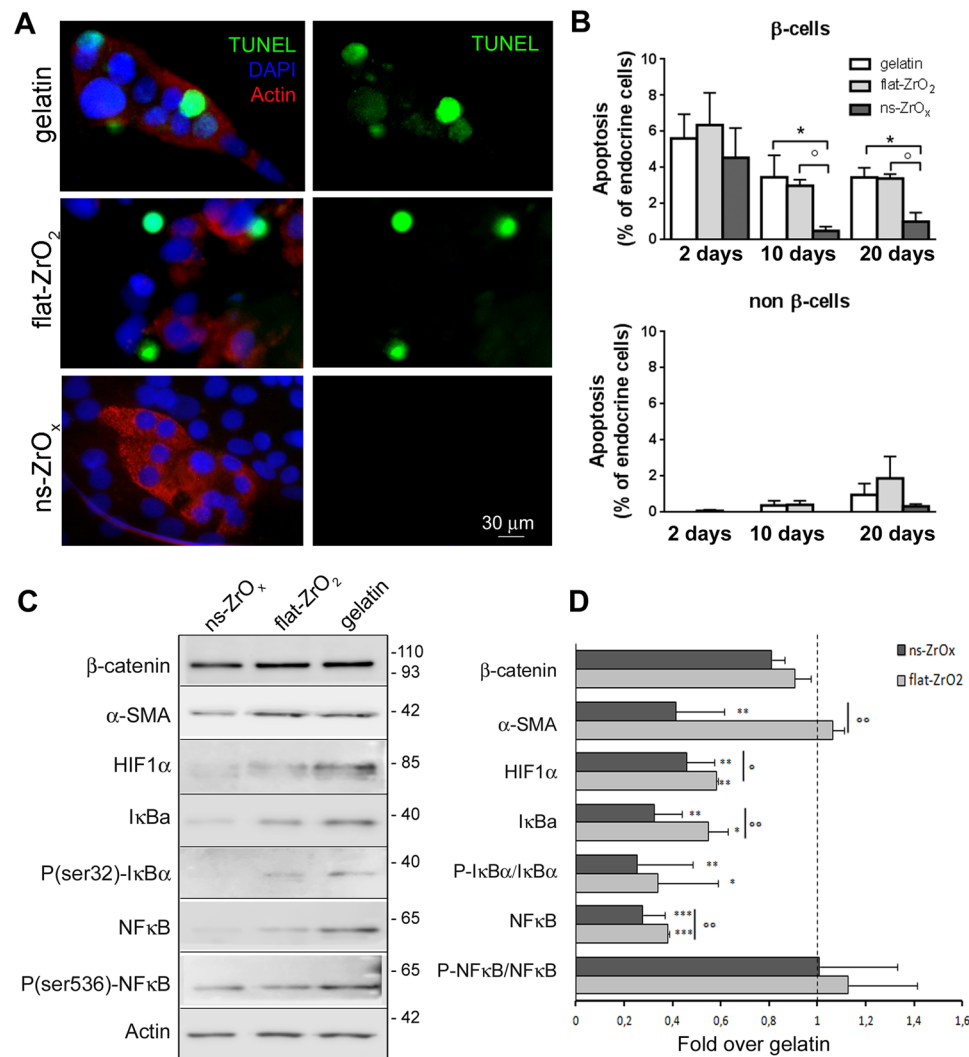 A
gelatin
TUNEL
DAPI
Actin
TUNEL
flat-ZrO₂
ns-ZrOₓ
30 μm
B
β-cells
Apoptosis
(% of endocrine cells)
10
8
6
4
2
0
gelatin
flat-ZrO₂
ns-ZrOₓ
* *
° °
2 days 10 days 20 days
non β-cells
Apoptosis
(% of endocrine cells)
10
8
6
4
2
0
2 days 10 days 20 days
C
ns-ZrOₓ flat-ZrO₂ gelatin
β-catenin
-110
- 93
α-SMA - 42
HIF1α -85
IκBa - 40
P(ser32)-IκBα - 40
NFκB - 65
P(ser536)-NFκB - 65
Actin - 42
D
ns-ZrOx
flat-ZrO2
β-catenin
α-SMA ** °°
HIF1α ** ** °
IκBa ** * °°
P-IκBα/IκBα ** *
NFκB *** *** °°
P-NFκB/NFκB
0 0,2 0,4 0,6 0,8 1 1,2 1,4 1,6
Fold over gelatin